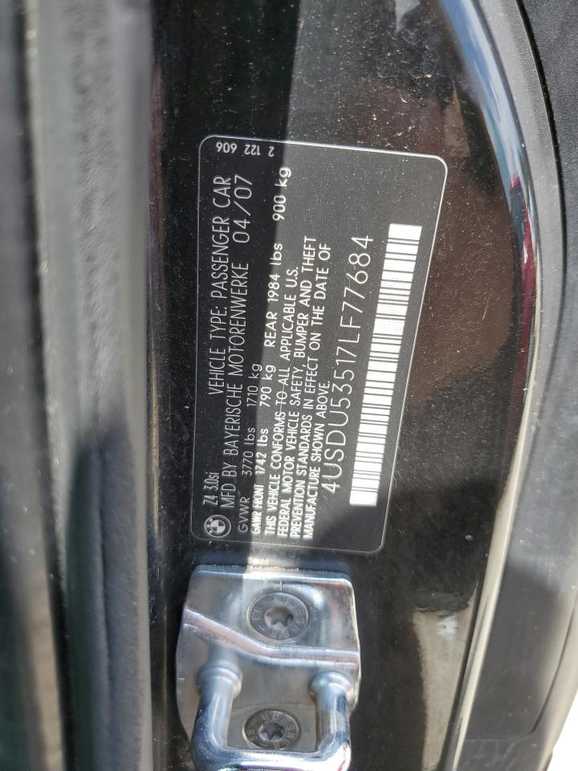 2 122 606
Z4 3.0si VEHICLE TYPE: PASSENGER CAR
MFD BY BAYERISCHE MOTORENWERKE 04/07
GVWR 3770 lbs 1710 kg
GAWR FRONT 1742 lbs 790 kg REAR 1984 lbs 900 kg
THIS VEHICLE CONFORMS TO ALL APPLICABLE U.S.
FEDERAL MOTOR VEHICLE SAFETY, BUMPER AND THEFT
PREVENTION STANDARDS IN EFFECT ON THE DATE OF
MANUFACTURE SHOWN ABOVE.
4USDU53517LF77684